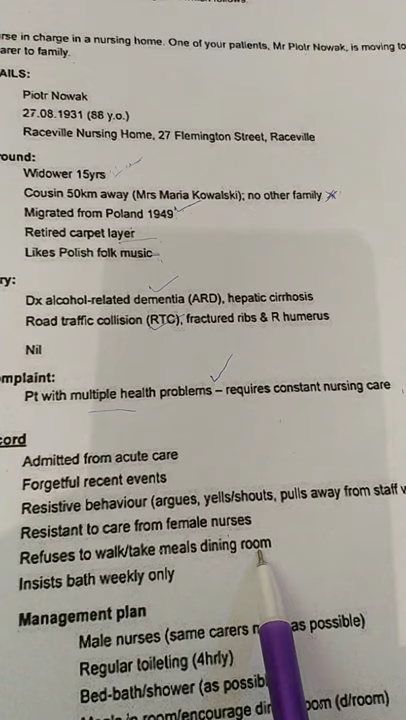 rse in charge in a nursing home. One of your patients, Mr Piotr Nowak, is moving to
arer to family.
AILS:
Piotr Nowak
27.08.1931 (88 y.o.)
Raceville Nursing Home, 27 Flemington Street, Raceville
ound:
Widower 15yrs
Cousin 50km away (Mrs Maria Kowalski); no other family
Migrated from Poland 1949
Retired carpet layer
Likes Polish folk music
ry:
Dx alcohol-related dementia (ARD), hepatic cirrhosis
Road traffic collision (RTC), fractured ribs & R humerus
Nil
mplaint:
Pt with multiple health problems – requires constant nursing care
cord
Admitted from acute care
Forgetful recent events
Resistive behaviour (argues, yells/shouts, pulls away from staff
Resistant to care from female nurses
Refuses to walk/take meals dining room
Insists bath weekly only
Management plan
Male nurses (same carers as possible)
Regular toileting (4hrly)
Bed-bath/shower (as possib
in room/encourage din oom (d/room)